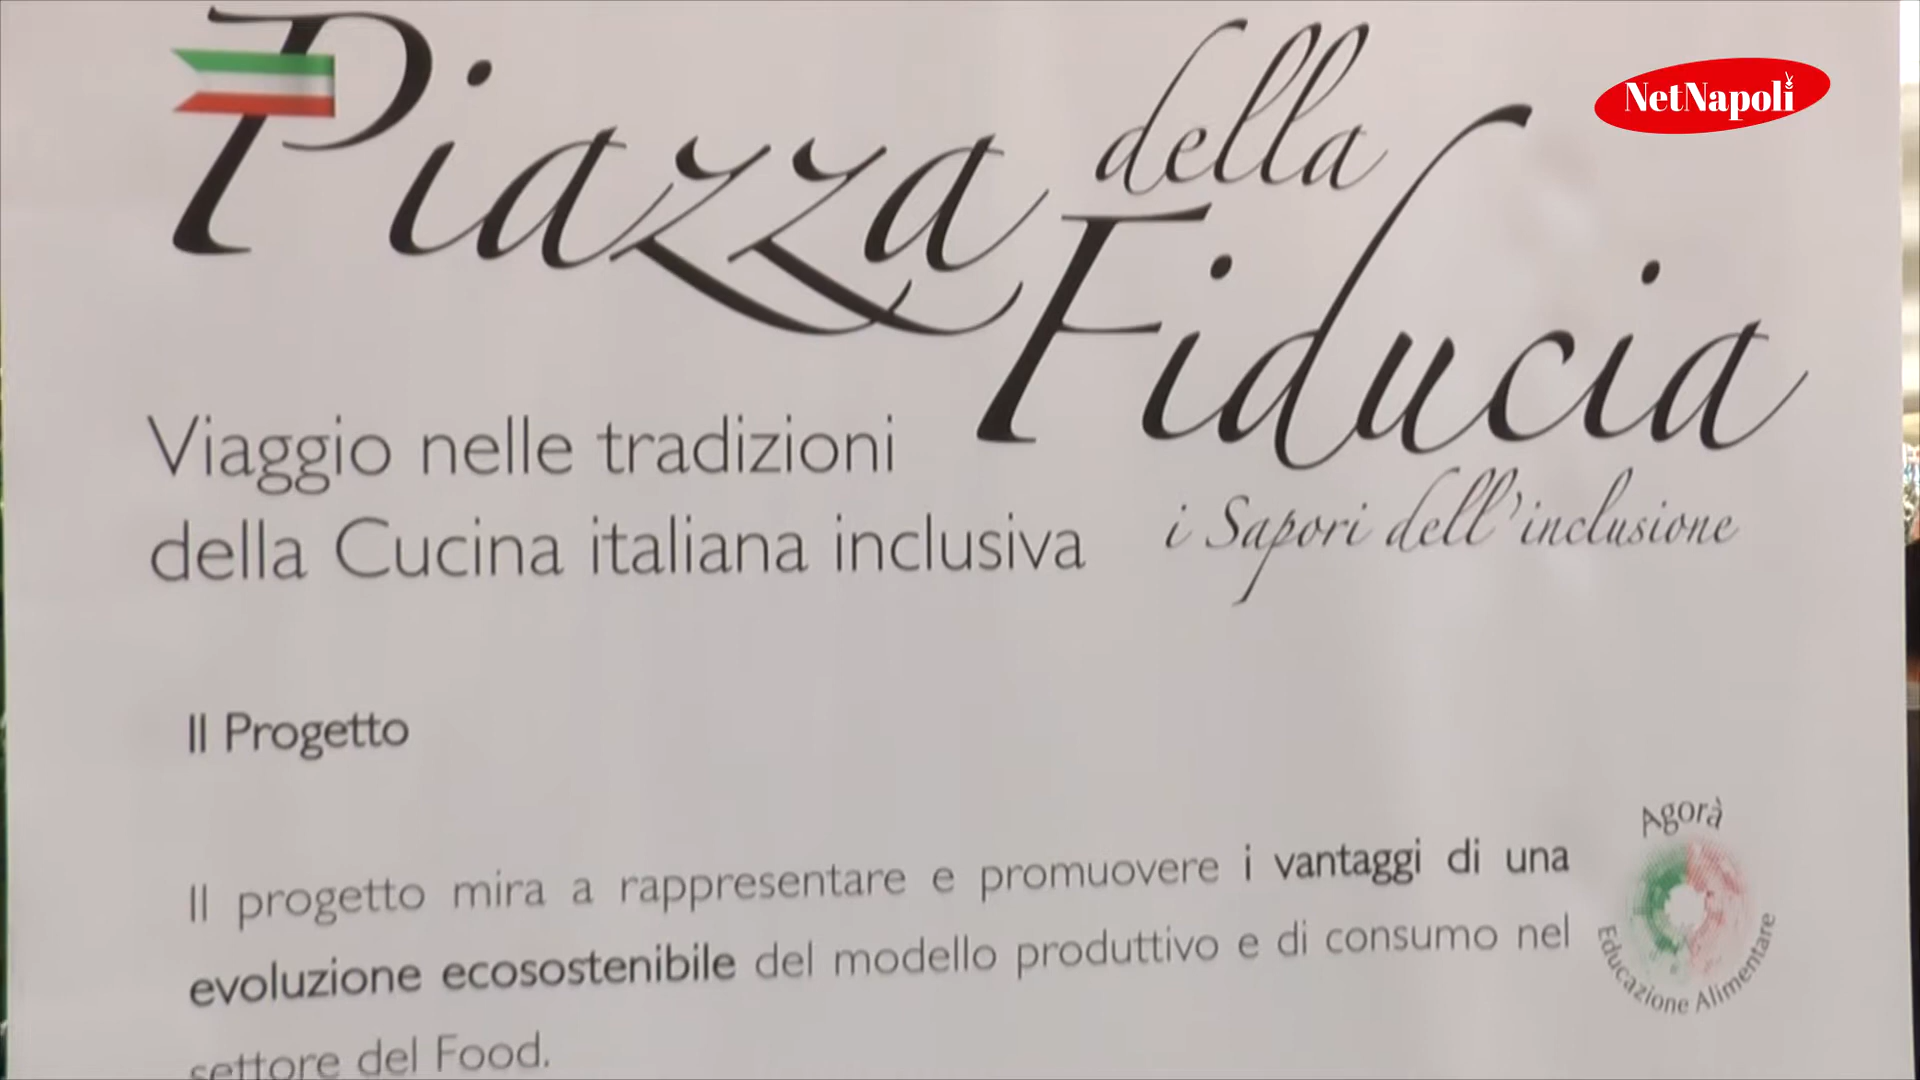 Piazza della
Fiducia
NetNapoli
Viaggio nelle tradizioni
della Cucina italiana inclusiva
i Sapori dell'inclusione
Il Progetto
Il progetto mira a rappresentare e promuovere i vantaggi di una
evoluzione ecosostenibile del modello produttivo e di consumo nel
settore del Food.
Agorà
Educazione Alimentare